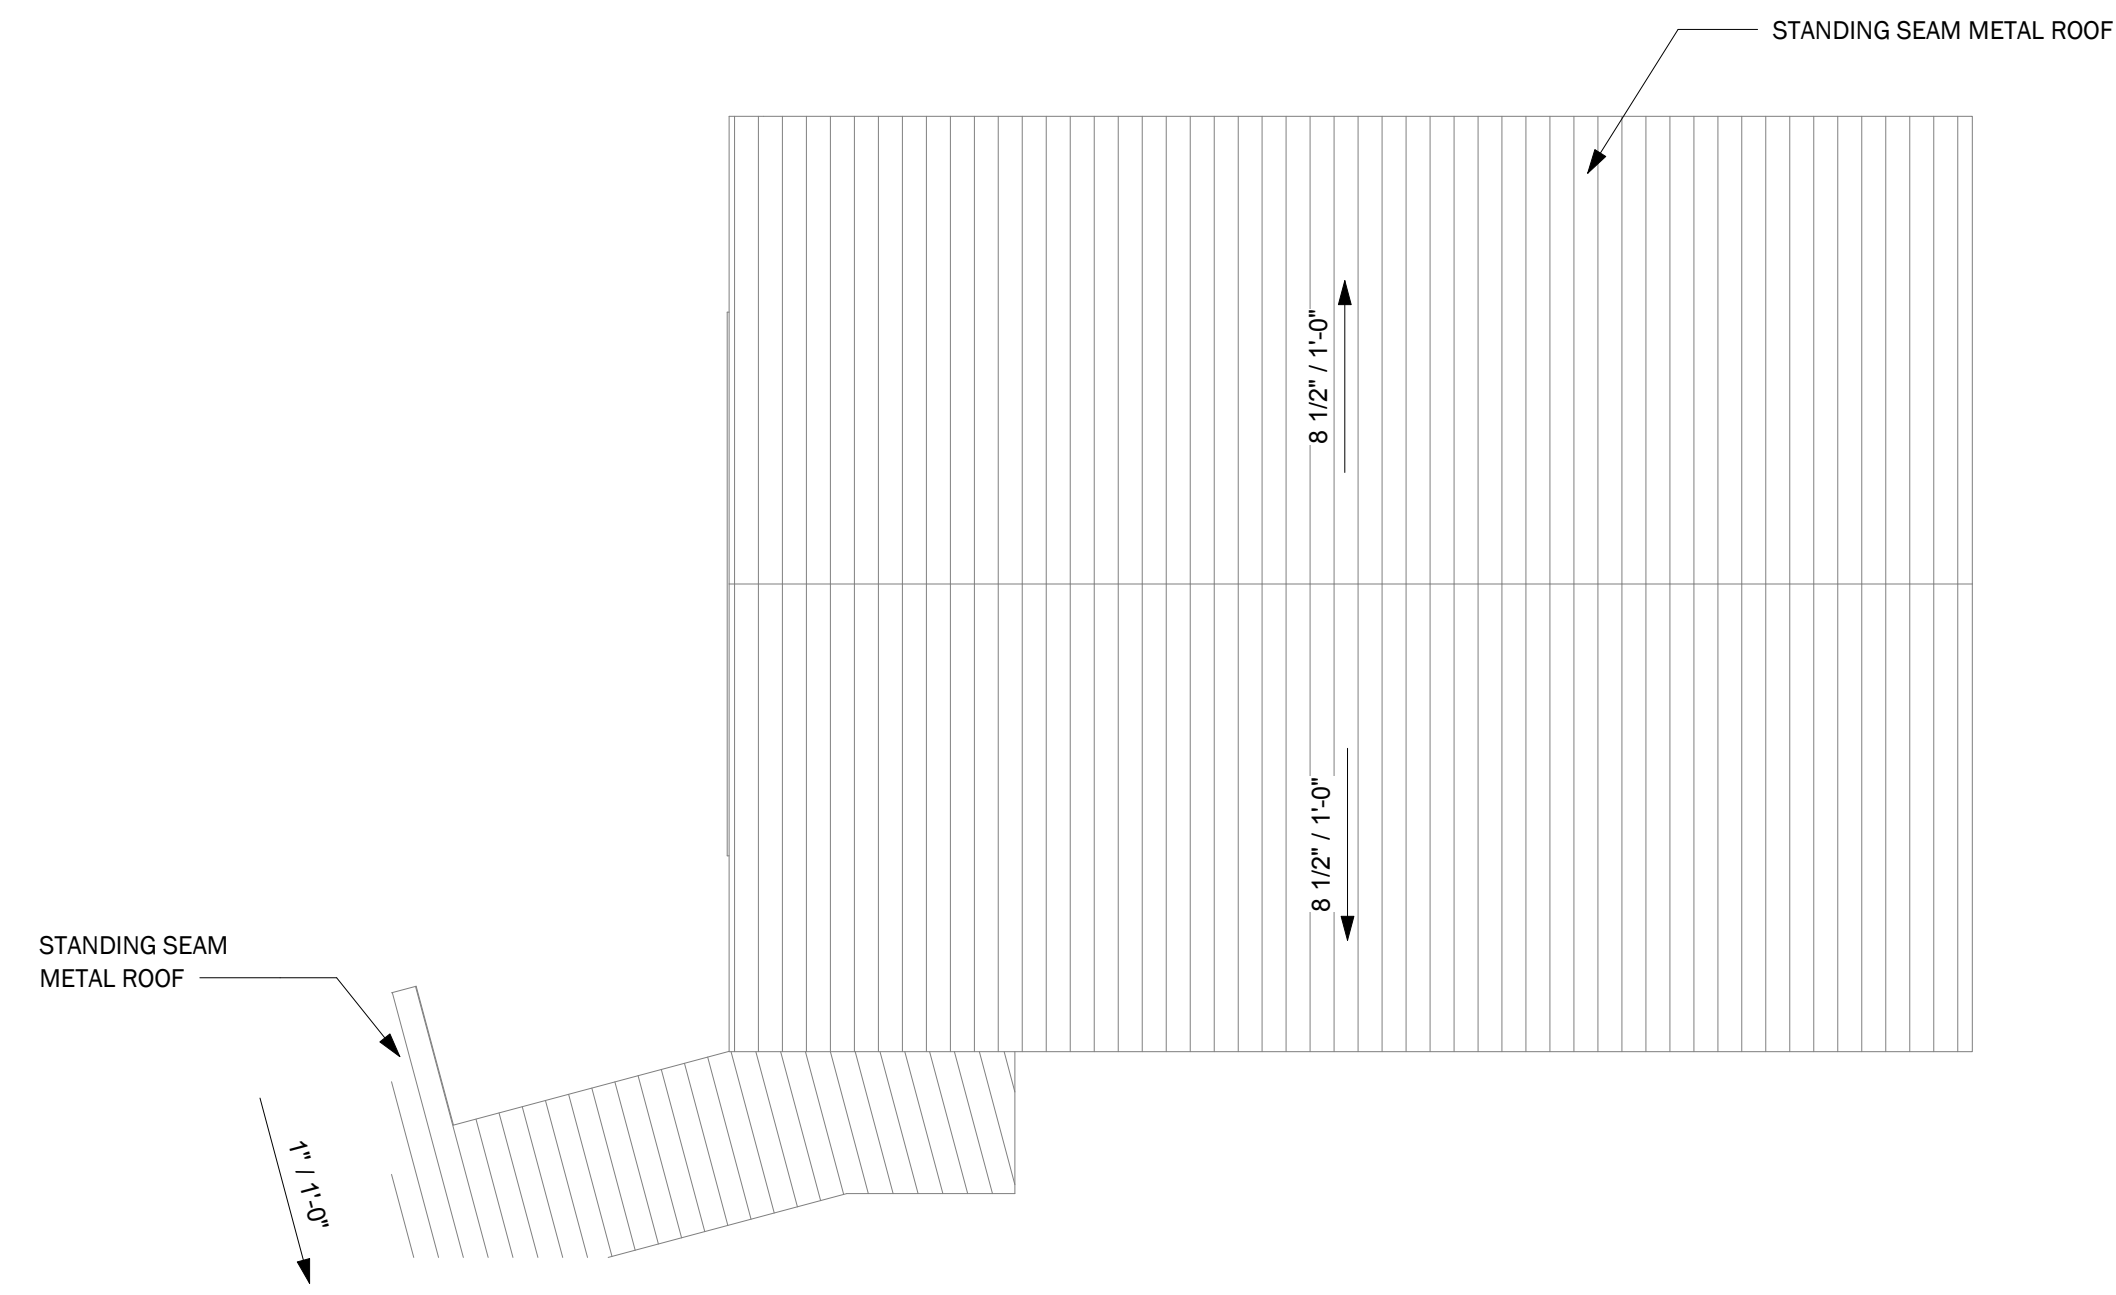 STANDING SEAM METAL ROOF
8 1/2" / 1'-0"
8 1/2" / 1'-0"
STANDING SEAM
METAL ROOF
1" / 1'-0"